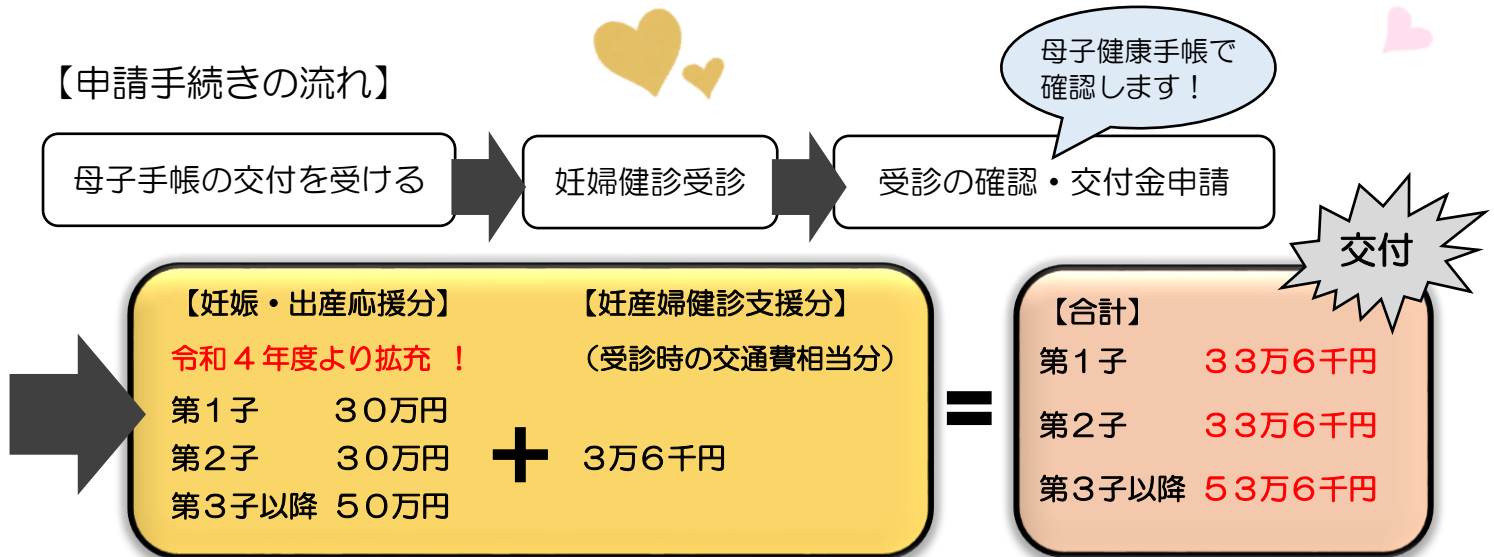 【申請手続きの流れ】
母子健康手帳で
確認します！
母子手帳の交付を受ける
妊婦健診受診
受診の確認・交付金申請
交付
【妊娠・出産応援分】
令和４年度より拡充 ！
第１子 ３０万円
第２子 ３０万円
第３子以降 ５０万円
＋
【妊産婦健診支援分】
（受診時の交通費相当分）
３万６千円
＝
【合計】
第１子 ３３万６千円
第２子 ３３万６千円
第３子以降 ５３万６千円